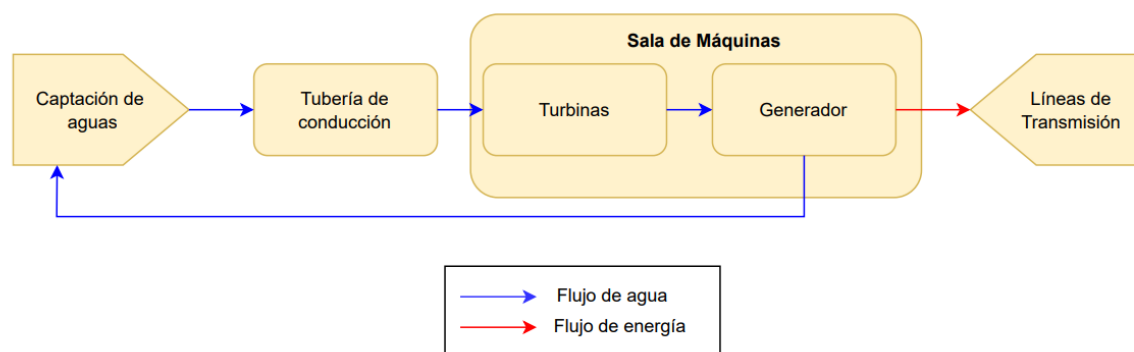 Sala de Máquinas
Captación de
aguas
Tubería de
conducción
Turbinas
Generador
Líneas de
Transmisión
Flujo de agua
Flujo de energía